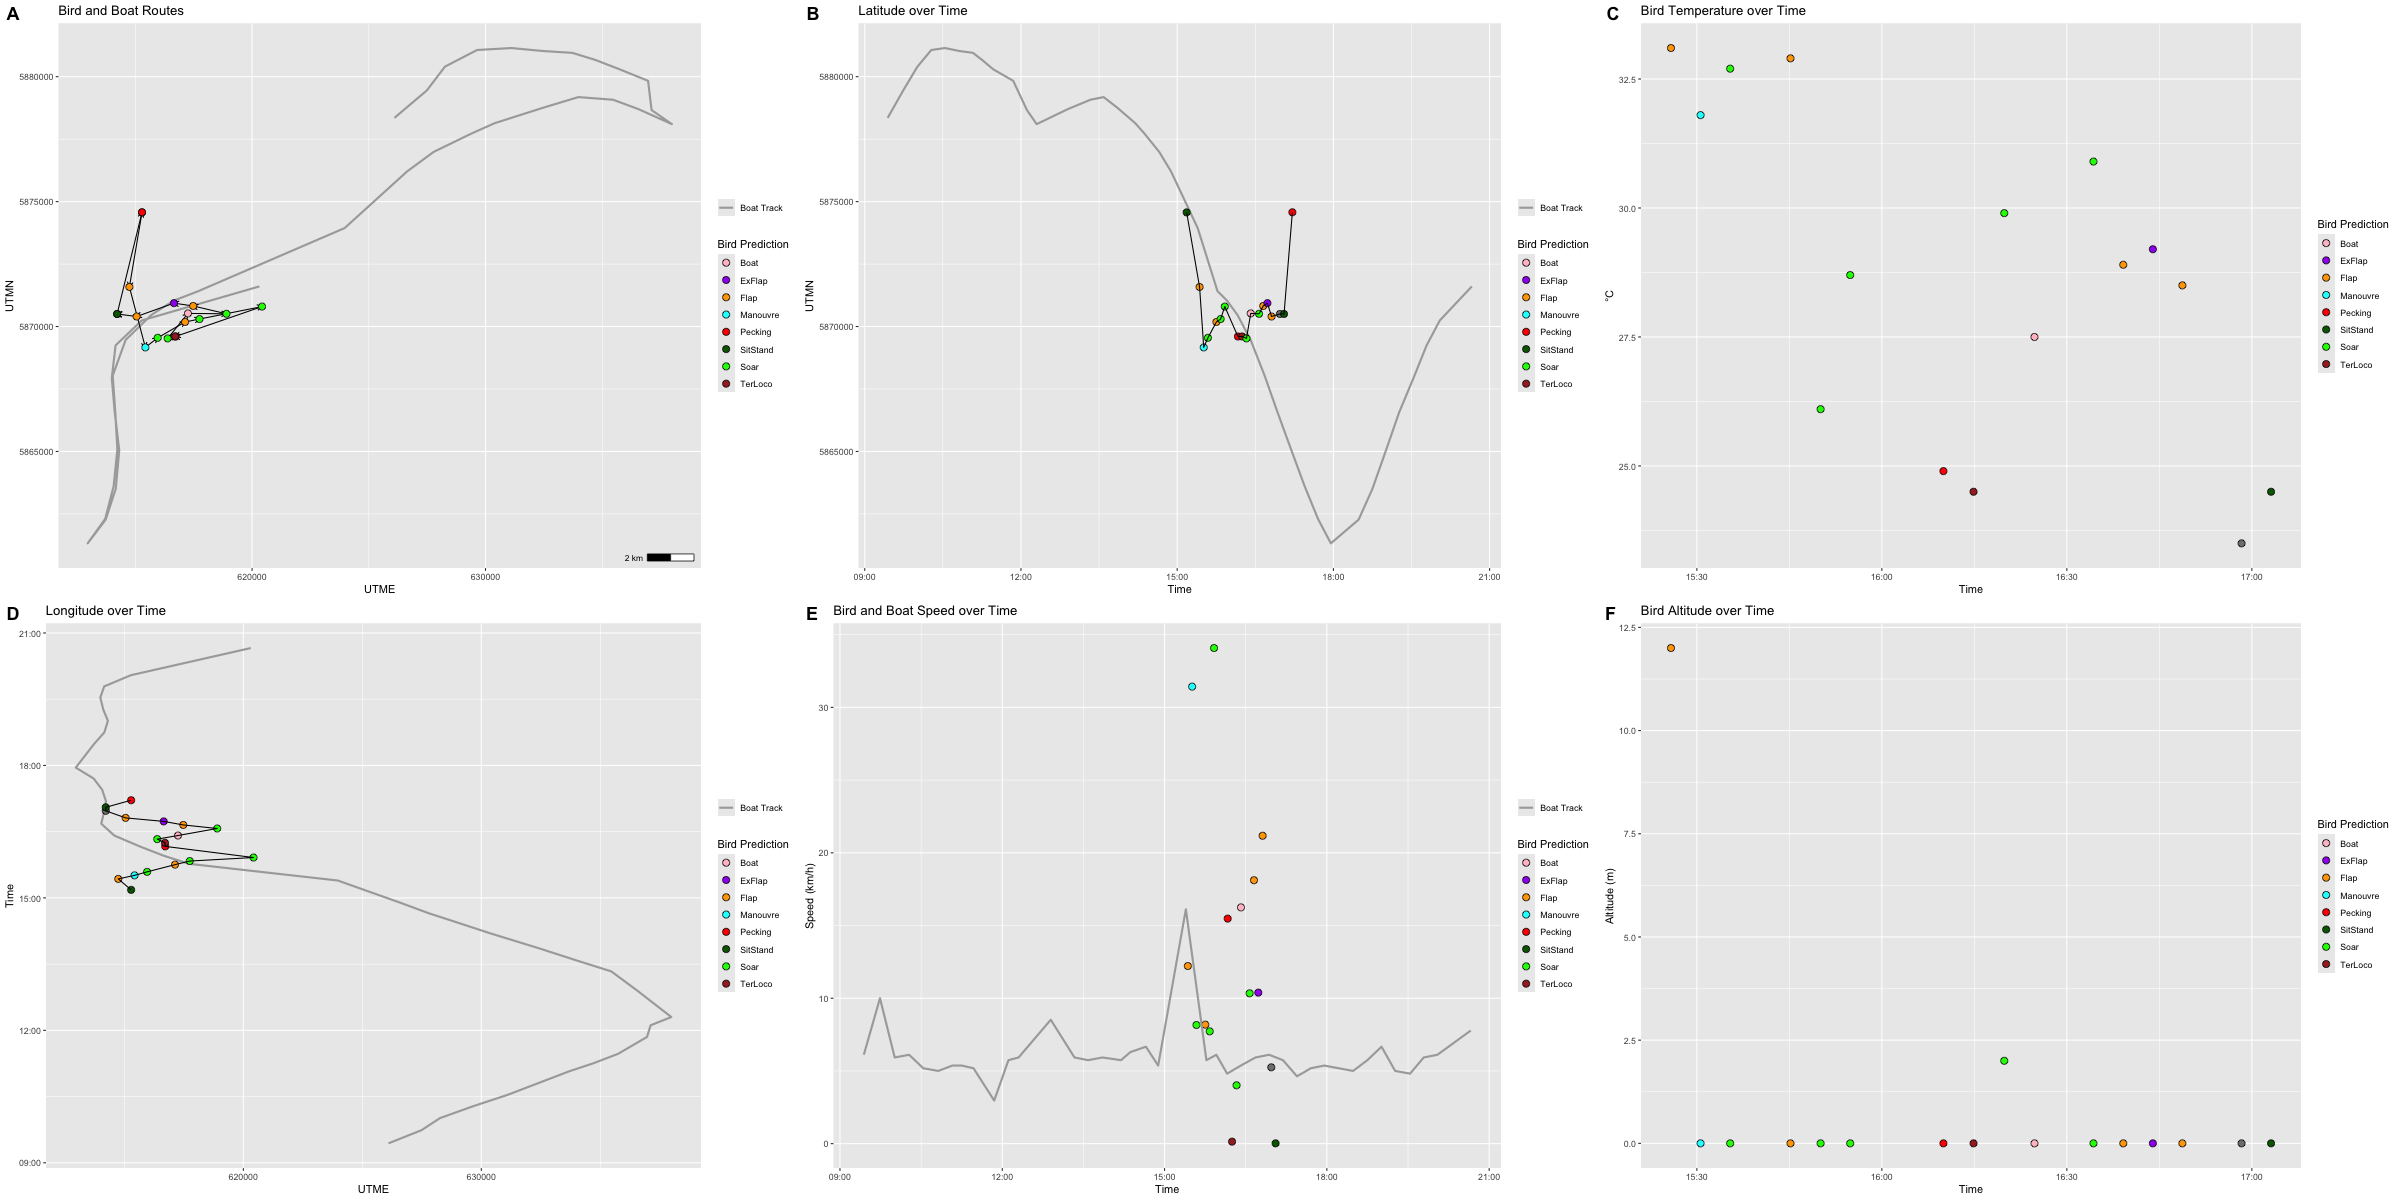 A Bird and Boat Routes
5880000
5875000
5870000
5865000
UTMN
620000
630000
UTME
2 km
Boat Track
Bird Prediction
Boat
ExFlap
Flap
Manouvre
Pecking
SitStand
Soar
TerLoco
B Latitude over Time
5880000
5875000
5870000
5865000
UTMN
09:00
12:00
15:00
18:00
21:00
Time
Boat Track
Bird Prediction
Boat
ExFlap
Flap
Manouvre
Pecking
SitStand
Soar
TerLoco
C Bird Temperature over Time
32.5
30.0
27.5
25.0
°C
15:30
16:00
16:30
17:00
Time
Bird Prediction
Boat
ExFlap
Flap
Manouvre
Pecking
SitStand
Soar
TerLoco
D Longitude over Time
21:00
18:00
15:00
12:00
09:00
Time
620000
630000
UTME
Boat Track
Bird Prediction
Boat
ExFlap
Flap
Manouvre
Pecking
SitStand
Soar
TerLoco
E Bird and Boat Speed over Time
30
20
10
0
Speed (km/h)
09:00
12:00
15:00
18:00
21:00
Time
Boat Track
Bird Prediction
Boat
ExFlap
Flap
Manouvre
Pecking
SitStand
Soar
TerLoco
F Bird Altitude over Time
12.5
10.0
7.5
5.0
2.5
0.0
Altitude (m)
15:30
16:00
16:30
17:00
Time
Bird Prediction
Boat
ExFlap
Flap
Manouvre
Pecking
SitStand
Soar
TerLoco